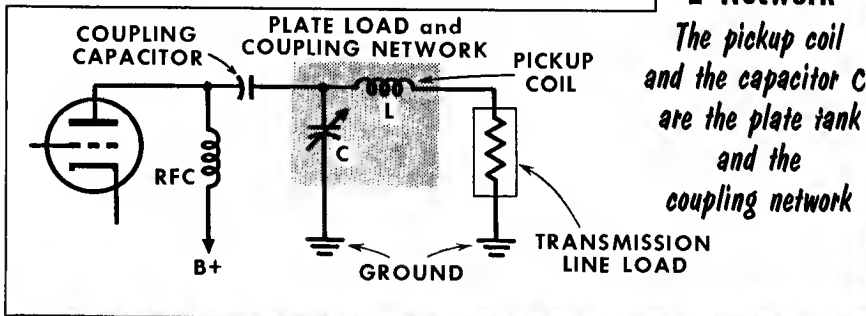 L Network
The pickup coil
and the capacitor C
are the plate tank
and the
coupling network
PLATE LOAD and
COUPLING NETWORK
COUPLING
CAPACITOR
PICKUP
COIL
L
C
RFC
B+
GROUND
TRANSMISSION
LINE LOAD